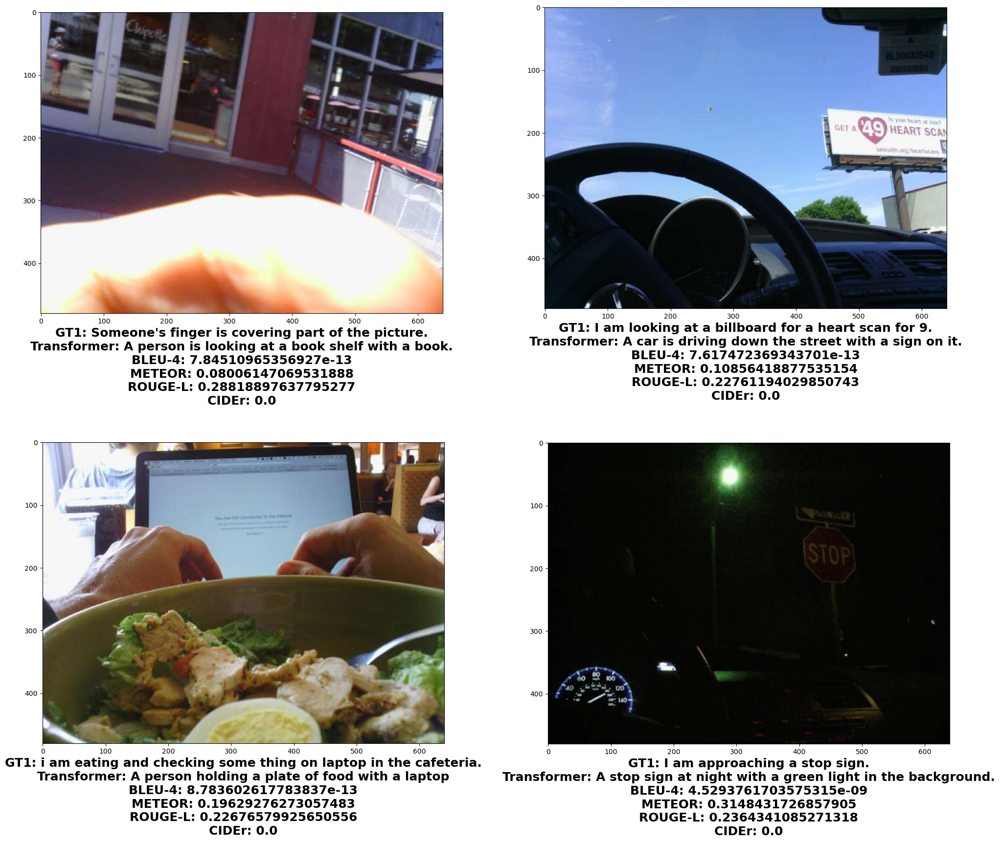 0
100
200
300
400
0
100
200
300
400
500
600
Chipotle
GT1: Someone's finger is covering part of the picture.
Transformer: A person is looking at a book shelf with a book.
BLEU-4: 7.84510965356927e-13
METEOR: 0.08006147069531888
ROUGE-L: 0.28818897637795277
CIDEr: 0.0
0
100
200
300
400
0
100
200
300
400
500
600
A
BL30032542
Is your heart at risk?
GET A $49 HEART SCAN
iuhealth.org/heartscans
GT1: I am looking at a billboard for a heart scan for 9.
Transformer: A car is driving down the street with a sign on it.
BLEU-4: 7.617472369343701e-13
METEOR: 0.10856418877535154
ROUGE-L: 0.22761194029850743
CIDEr: 0.0
0
100
200
300
400
0
100
200
300
400
500
600
You Are Not Connected to the Internet
GT1: i am eating and checking some thing on laptop in the cafeteria.
Transformer: A person holding a plate of food with a laptop
BLEU-4: 8.783602617783837e-13
METEOR: 0.19629276273057483
ROUGE-L: 0.22676579925650556
CIDEr: 0.0
0
100
200
300
400
0
100
200
300
400
500
600
ONE WAY
STOP
40
60
80
100
120
140
mph
GT1: I am approaching a stop sign.
Transformer: A stop sign at night with a green light in the background.
BLEU-4: 4.5293761703575315e-09
METEOR: 0.3148431726857905
ROUGE-L: 0.2364341085271318
CIDEr: 0.0